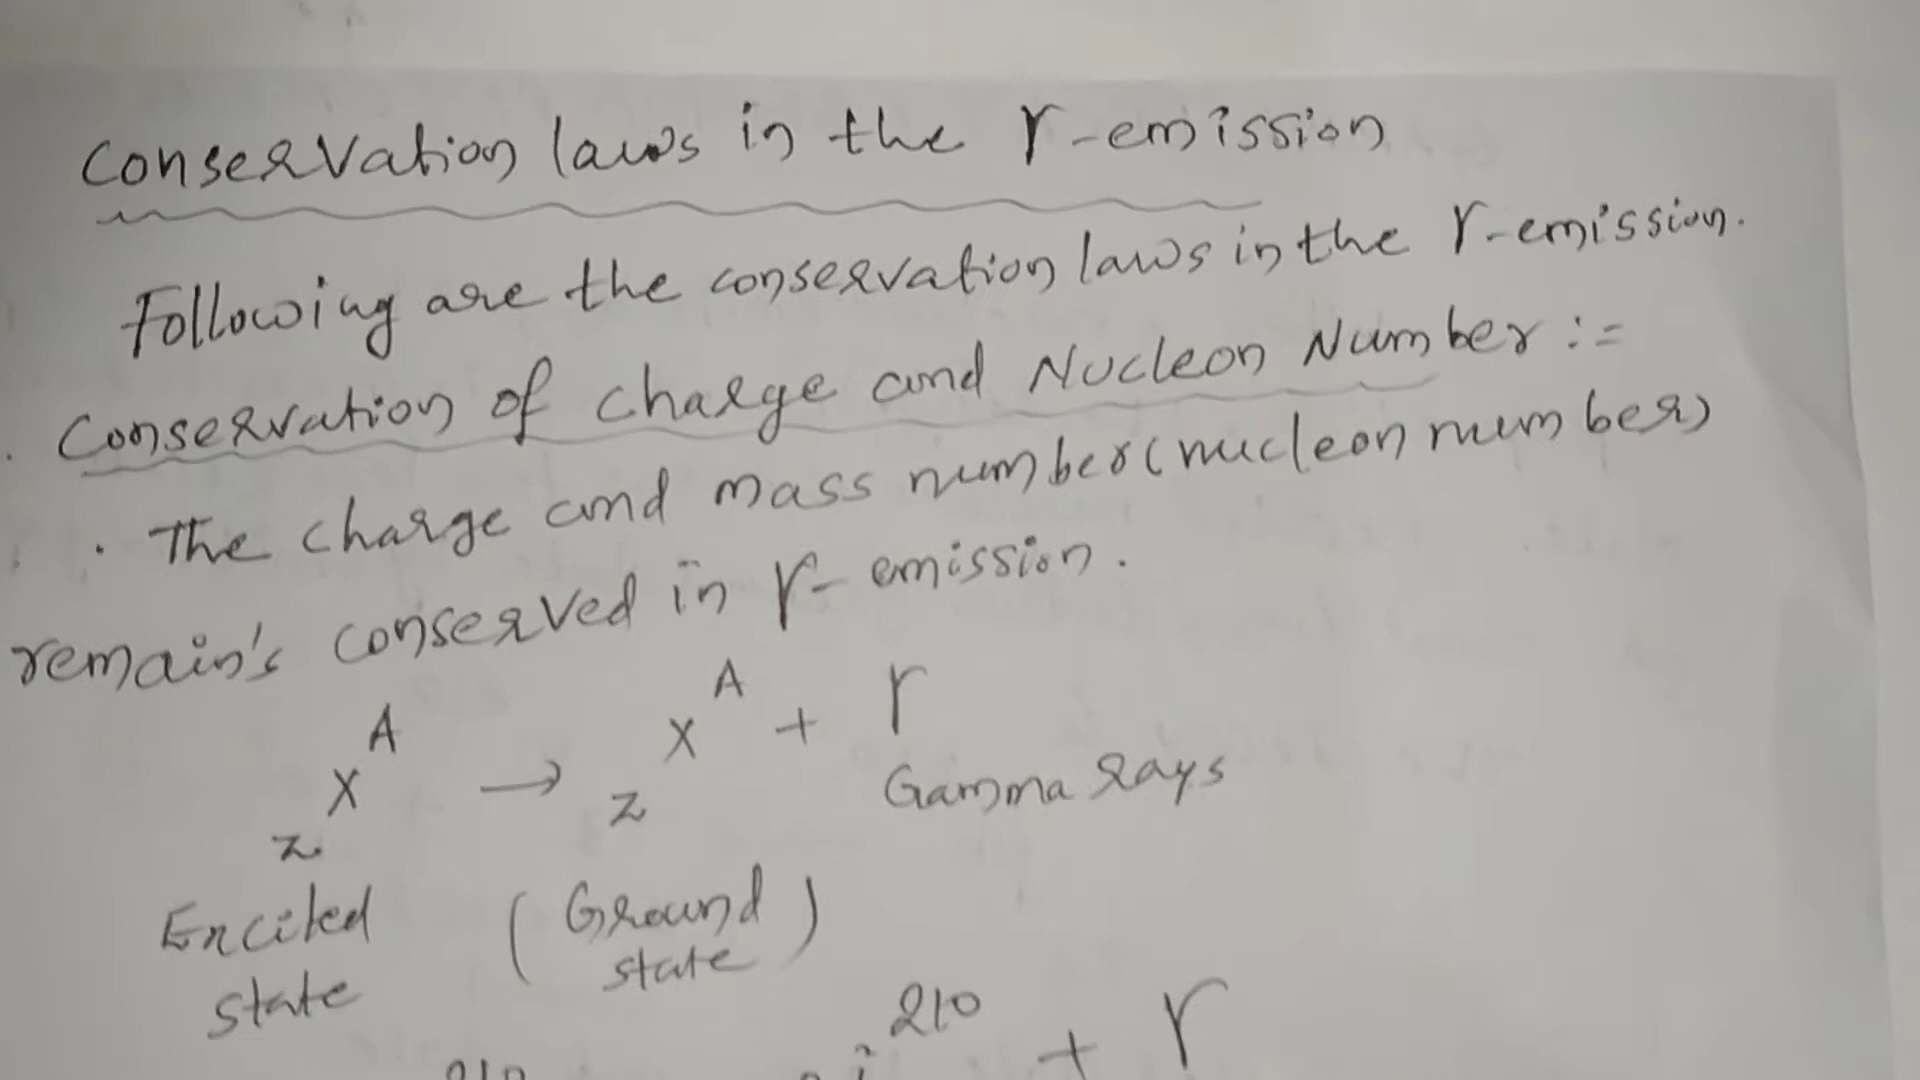 Conservation laws in the γ-emission
Following are the conservation laws in the γ-emission.
Conservation of charge and Nucleon Number :=
. The charge and mass number (nucleon number)
remain's conserved in γ- emission.
z X A → z X A + γ
Gamma rays
Excited state (Ground state)
210 + γ